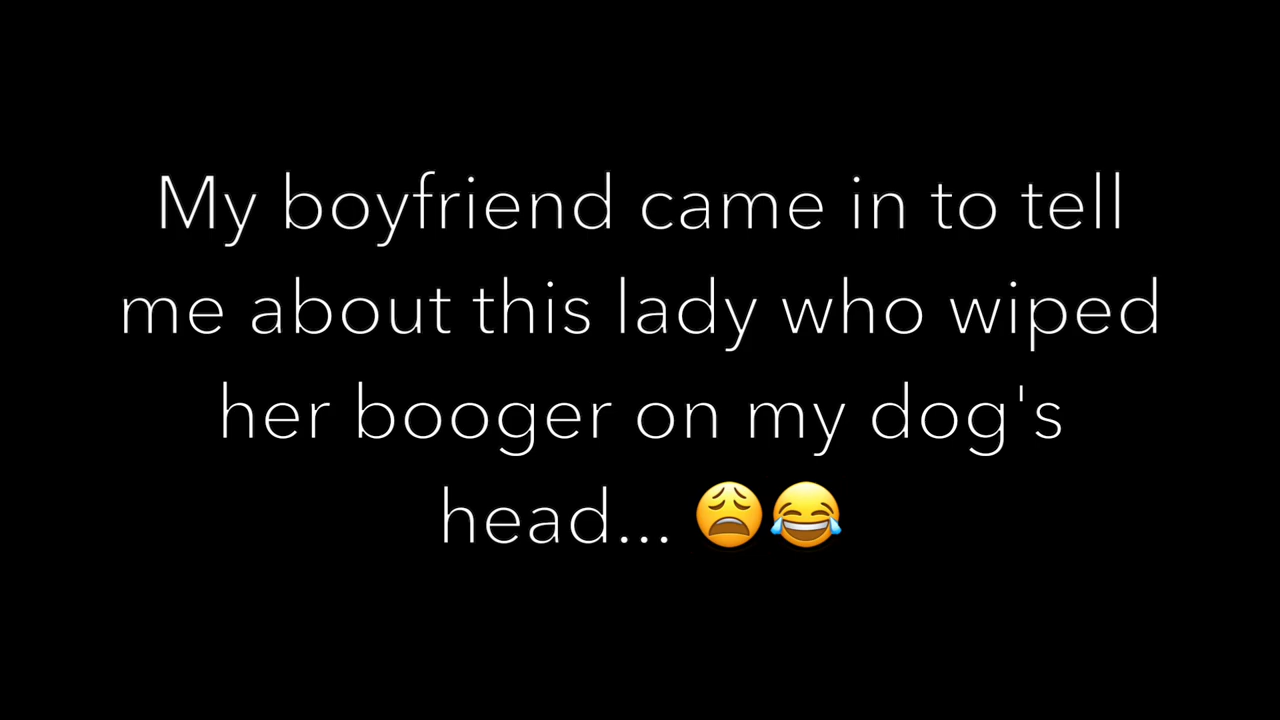 My boyfriend came in to tell
me about this lady who wiped
her booger on my dog's
head... 😩😂